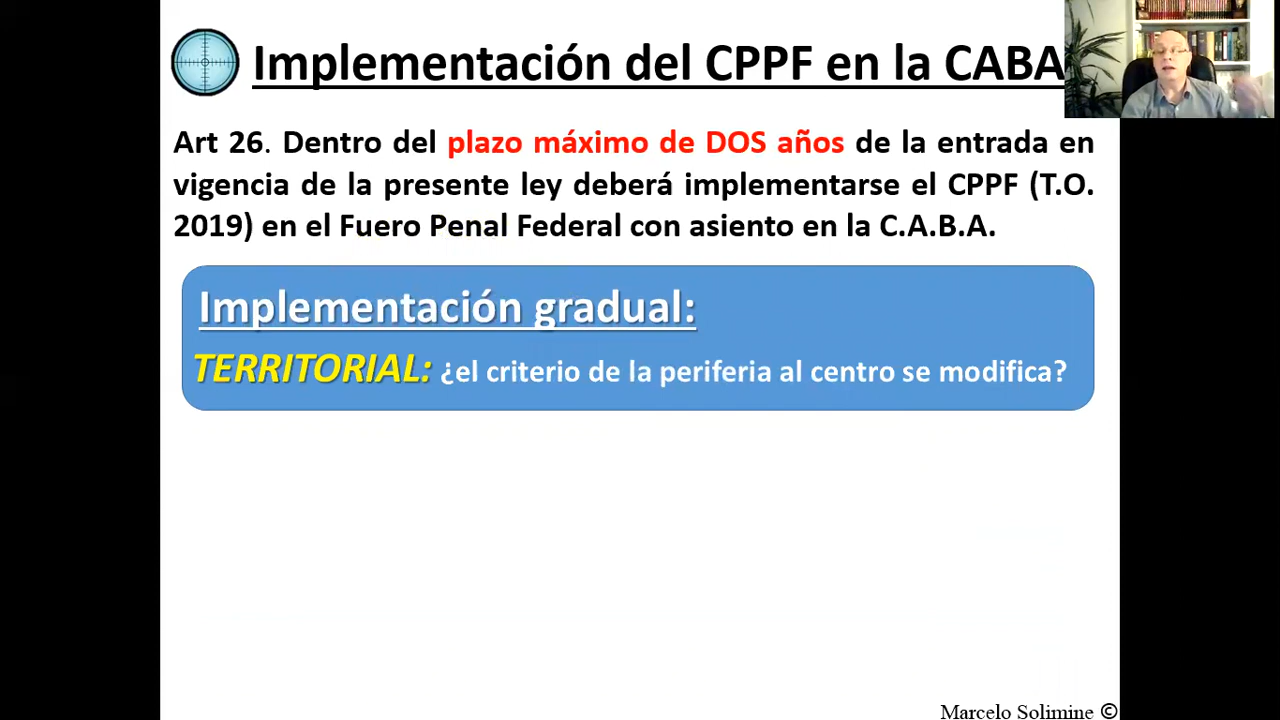 Implementación del CPPF en la CABA
Art 26. Dentro del plazo máximo de DOS años de la entrada en
vigencia de la presente ley deberá implementarse el CPPF (T.O.
2019) en el Fuero Penal Federal con asiento en la C.A.B.A.
Implementación gradual:
TERRITORIAL: ¿el criterio de la periferia al centro se modifica?
Marcelo Solimine ©